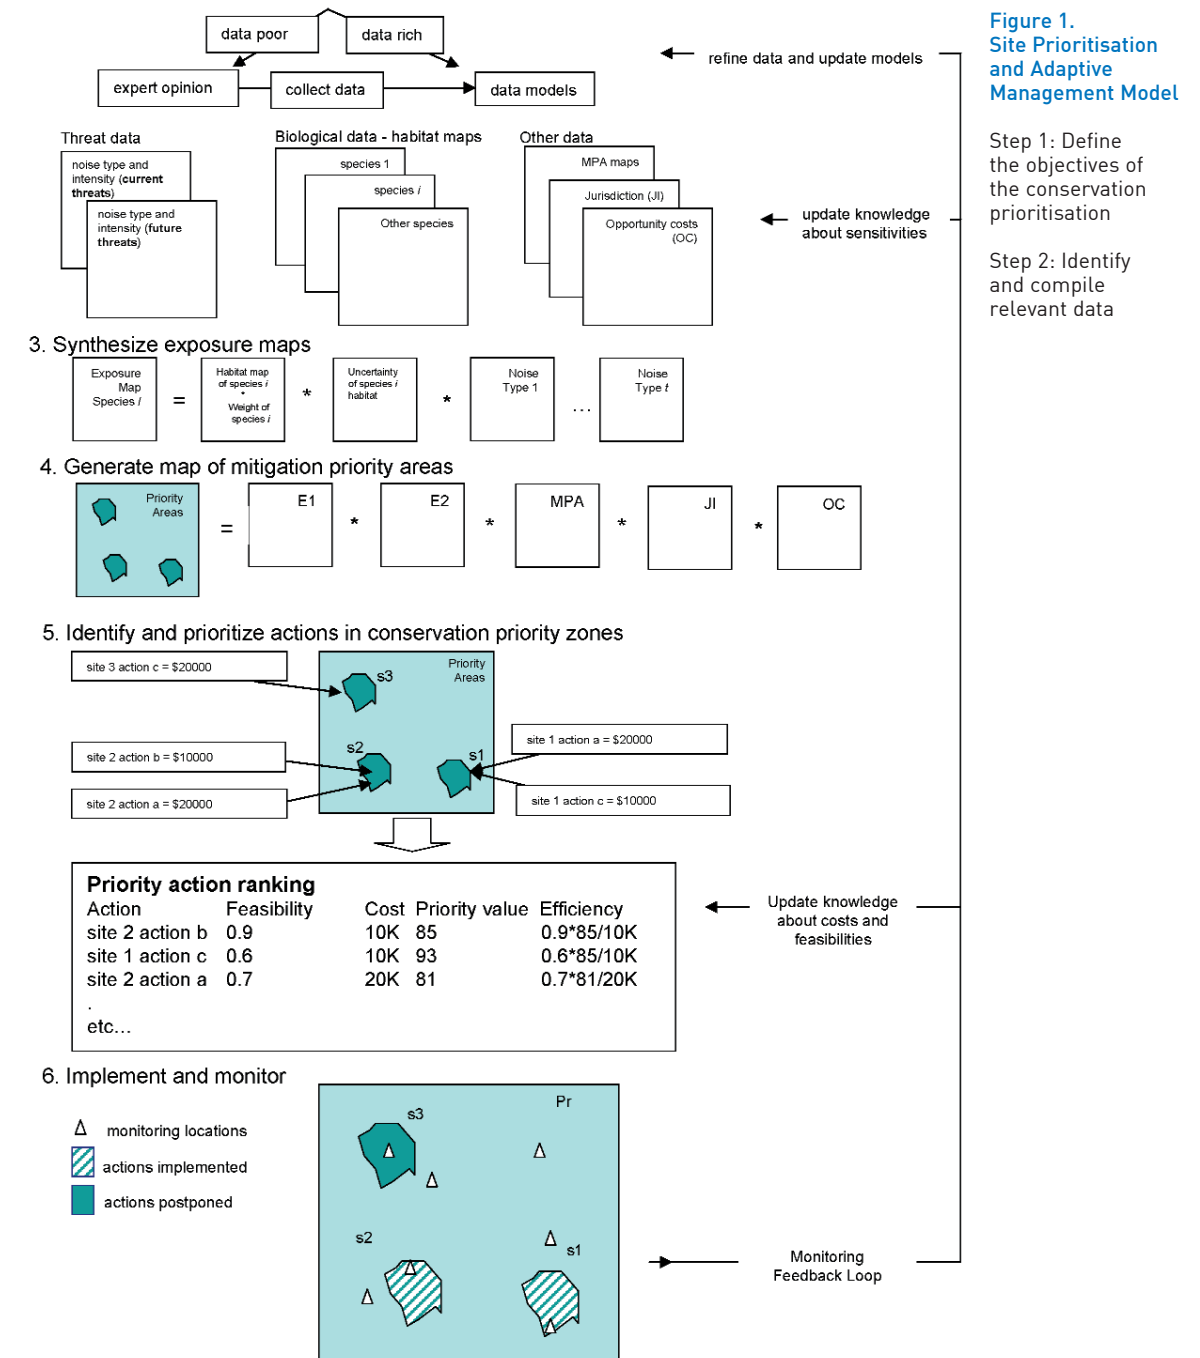 data poor
data rich
expert opinion
collect data
data models
refine data and update models
Figure 1.
Site Prioritisation
and Adaptive
Management Model
Step 1: Define
the objectives of
the conservation
prioritisation
Step 2: Identify
and compile
relevant data
Threat data
noise type and
intensity (current
threats)
noise type and
intensity (future
threats)
Biological data - habitat maps
species 1
species i
Other species
Other data
MPA maps
Jurisdiction (JI)
Opportunity costs
(OC)
update knowledge
about sensitivities
3. Synthesize exposure maps
Exposure
Map
Species I
=
Habitat map
of species i
*
Weight of
species i
*
Uncertainty
of species i
habitat
*
Noise
Type 1
...
Noise
Type t
4. Generate map of mitigation priority areas
Priority
Areas
=
E1
*
E2
*
MPA
*
JI
*
OC
5. Identify and prioritize actions in conservation priority zones
site 3 action c = $20000
site 2 action b = $10000
site 2 action a = $20000
Priority
Areas
s3
s2
s1
site 1 action a = $20000
site 1 action c = $10000
Priority action ranking
Action Feasibility Cost Priority value Efficiency
site 2 action b 0.9 10K 85 0.9*85/10K
site 1 action c 0.6 10K 93 0.6*85/10K
site 2 action a 0.7 20K 81 0.7*81/20K
.
etc...
Update knowledge
about costs and
feasibilities
6. Implement and monitor
monitoring locations
actions implemented
actions postponed
s3
Pr
s2
s1
Monitoring
Feedback Loop